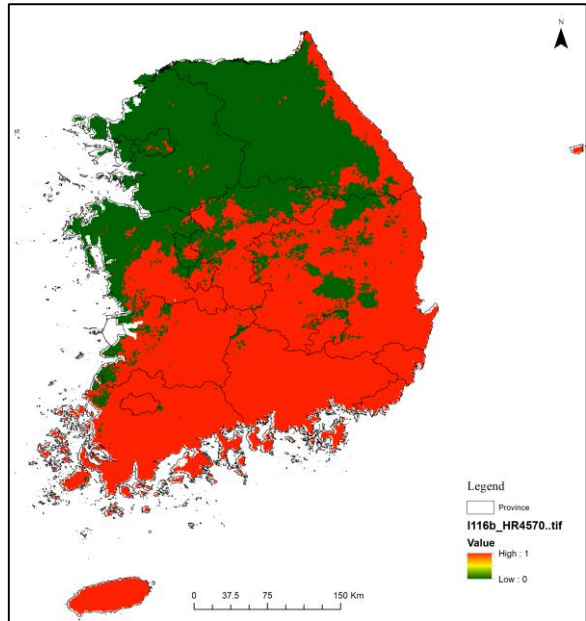 N
Legend
Province
I116b_HR4570..tif
Value
High : 1
Low : 0
0 37.5 75 150 Km